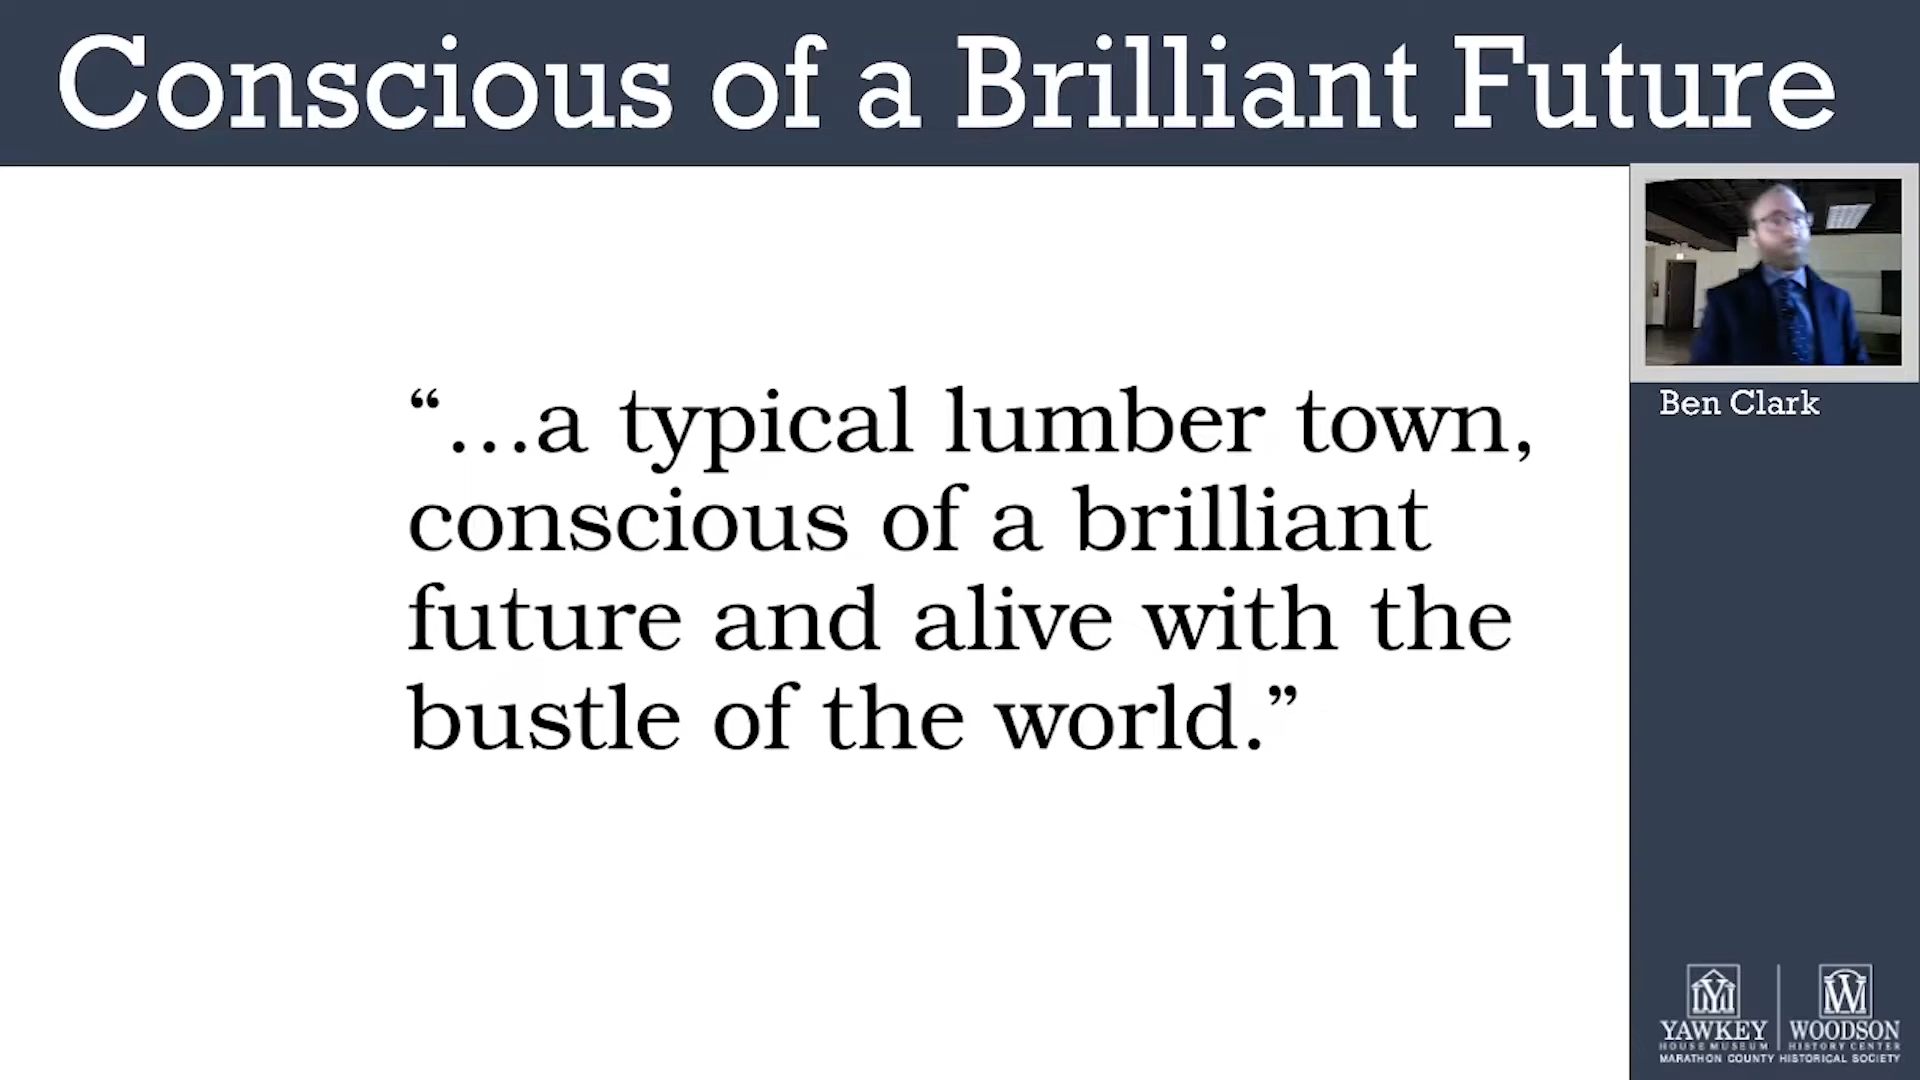 Conscious of a Brilliant Future
“...a typical lumber town,
conscious of a brilliant
future and alive with the
bustle of the world.”
Ben Clark
YAWKEY
HOUSE MUSEUM
WOODSON
HISTORY CENTER
MARATHON COUNTY HISTORICAL SOCIETY